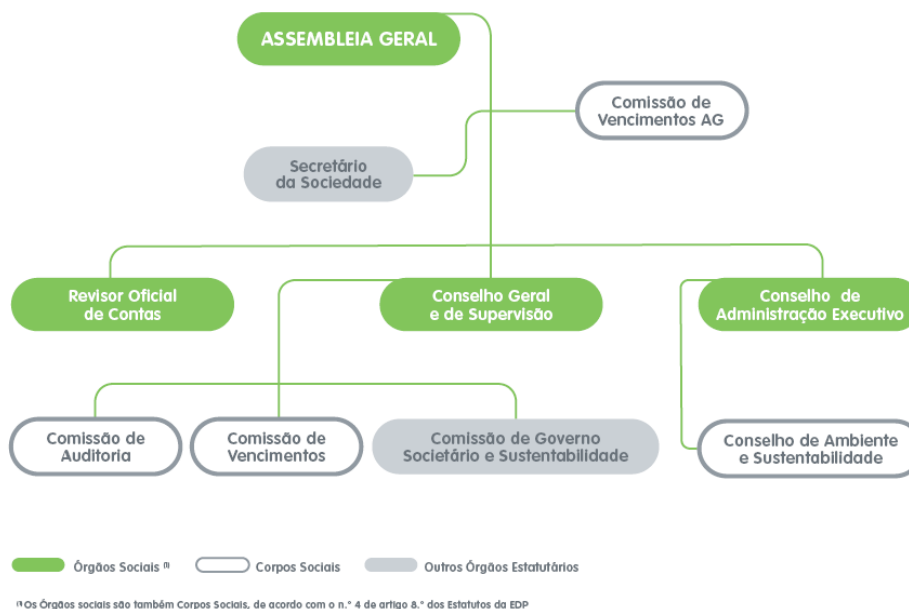 ASSEMBLEIA GERAL
Comissão de
Vencimentos AG
Secretário
da Sociedade
Revisor Oficial
de Contas
Conselho Geral
e de Supervisão
Conselho de
Administração Executivo
Comissão de
Auditoria
Comissão de
Vencimentos
Comissão de Governo
Societário e Sustentabilidade
Conselho de Ambiente
e Sustentabilidade
Órgãos Sociais (1)
Corpos Sociais
Outros Órgãos Estatutários
(1) Os Órgãos sociais são também Corpos Sociais, de acordo com o n.º 4 de artigo 8.º dos Estatutos da EDP